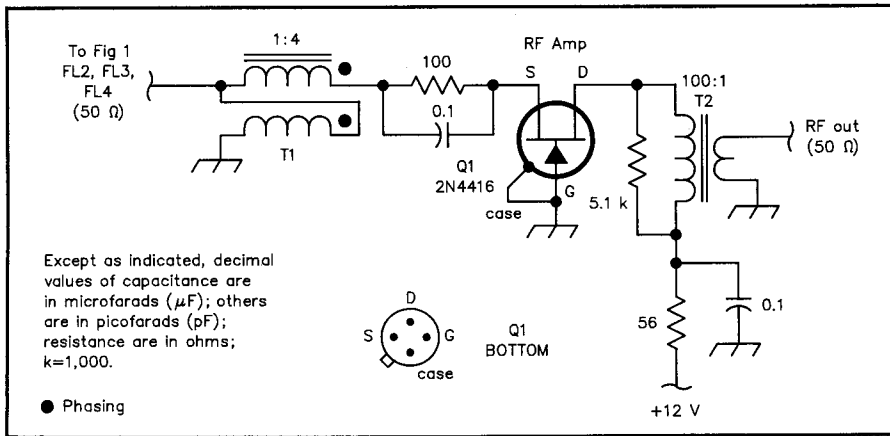 To Fig 1
FL2, FL3,
FL4
(50 Ω)
1:4
T1
100
0.1
RF Amp
S
D
Q1
2N4416
G
case
5.1 k
100:1
T2
RF out
(50 Ω)
56
0.1
+12 V
Except as indicated, decimal
values of capacitance are
in microfarads (μF); others
are in picofarads (pF);
resistance are in ohms;
k=1,000.
Phasing
D
S
G
case
Q1
BOTTOM